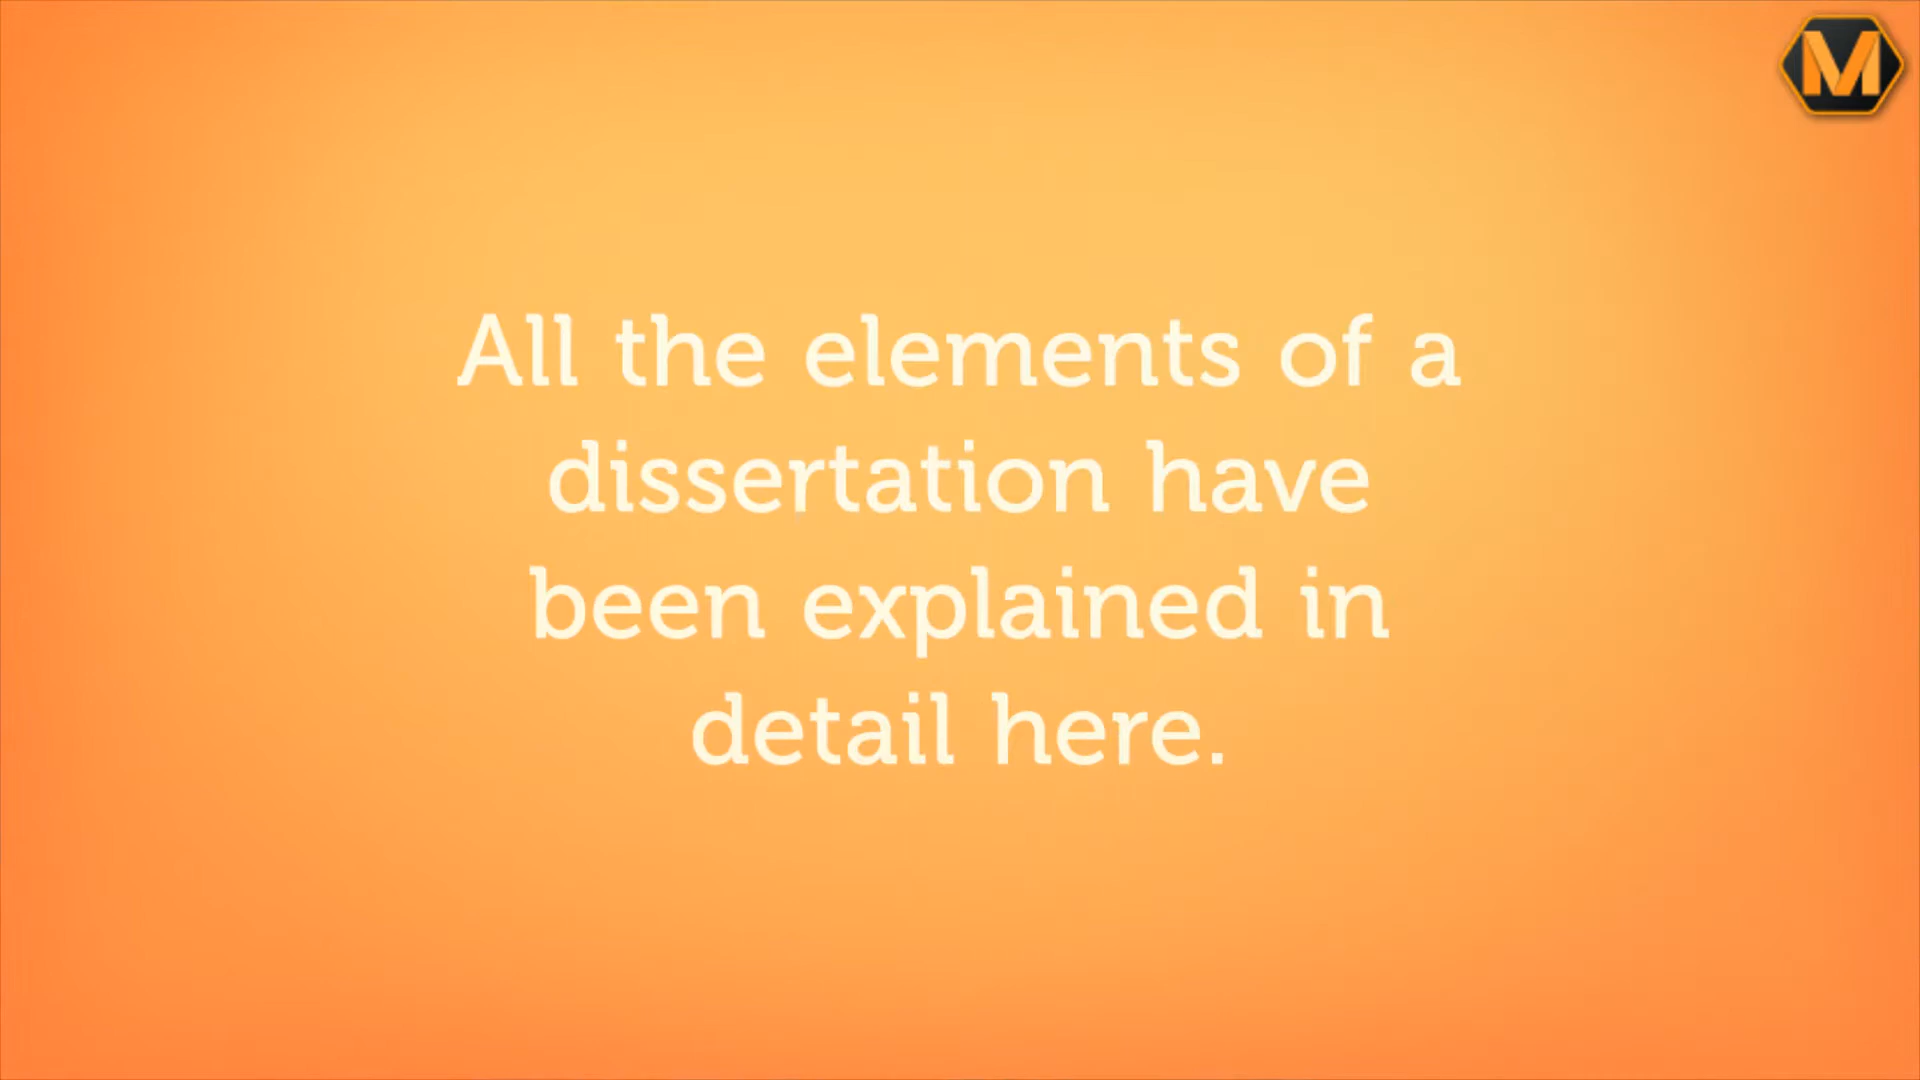 M
All the elements of a
dissertation have
been explained in
detail here.